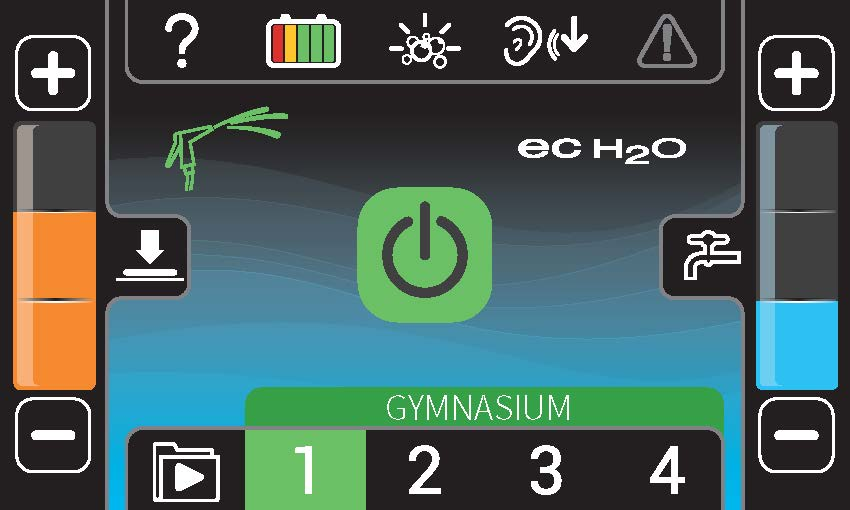 ?
ec H2O
GYMNASIUM
1 2 3 4